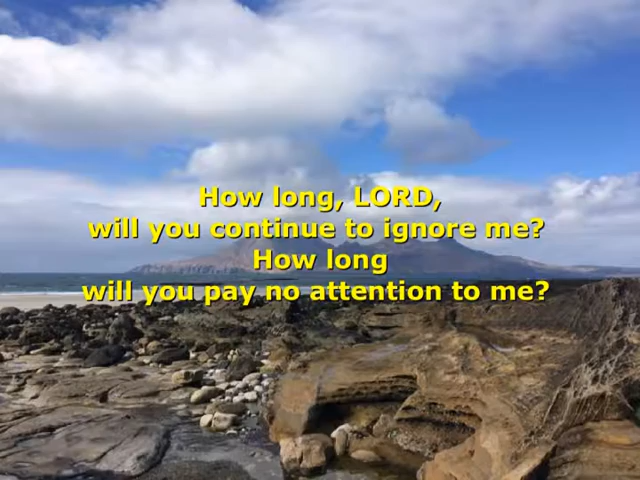 How long, LORD,
will you continue to ignore me?
How long
will you pay no attention to me?